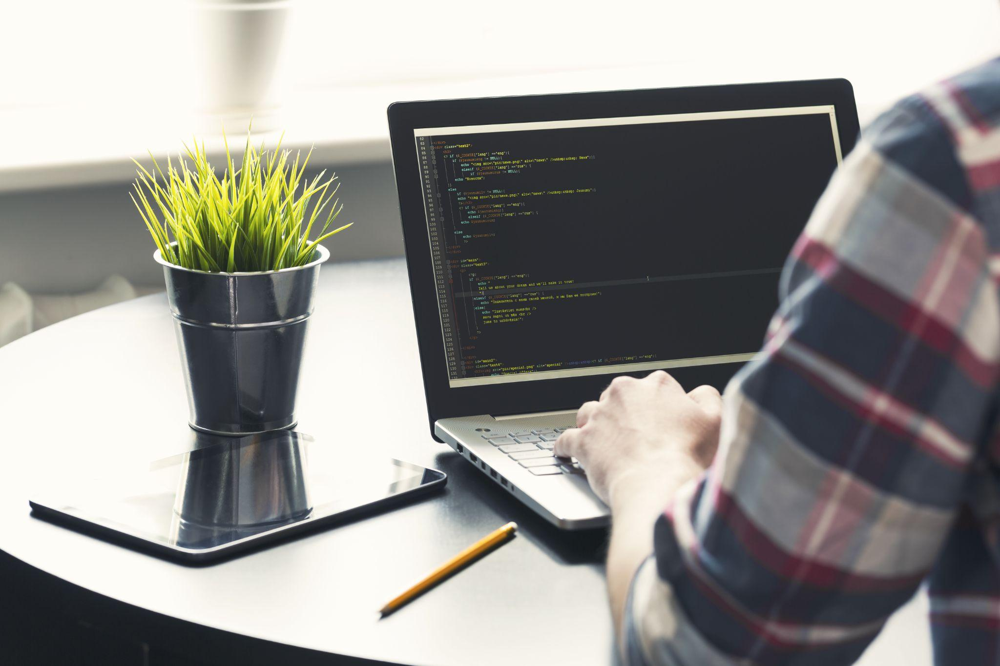 82
83 </div>
84 <div class="text2">
85 <h3>
86 <? if ($_COOKIE['lang'] =='eng'){
87 if ($jaunumieng != NULL){
88 echo "<img src=\"pic/news.png\" alt=\"news\" />&nbsp;&nbsp; News";}}
89 elseif ($_COOKIE['lang'] =='rus') {
90 if ($jaunumirus != NULL){
91 echo "Новости";
92 }}
93 else
94 if ($jaunumilv != NULL){
95 echo "<img src=\"pic/news.png\" alt=\"news\" />&nbsp;&nbsp; Jaunumi";}
96 ?></h3>
97 <? if ($_COOKIE['lang'] =='eng'){
98 echo $jaunumieng;}
99 elseif ($_COOKIE['lang'] =='rus') {
100 echo $jaunumirus;
101 }
102 else
103 echo $jaunumilv;
104 ?>
105 </div>
106 </div>
107
108 <div id="main">
109 <div class="text3">
110 <p>
111 <?
112 if ($_COOKIE['lang'] =='eng'){
113 echo "
114 Tell us about your dream and we'll make it true!
115 ";
116 }elseif ($_COOKIE['lang'] =='rus') {
117 echo "Поделитесь с нами своей мечтой, и мы Вам её построим!";
118 }else{
119 echo "Izstāstiet mums<br />
120 savu sapni un mēs <br />
121 jums to uzbūvēsim!";
122 }
123 ?>
124 </p>
125
126 </div>
127
128 </div>
129 <div id="main2">
130 <div class="text4">
131 <h3><img src="pic/special.png" alt="special" />&nbsp;&nbsp;<? if ($_COOKIE['lang'] =='eng'){
132 echo "Special offers";}